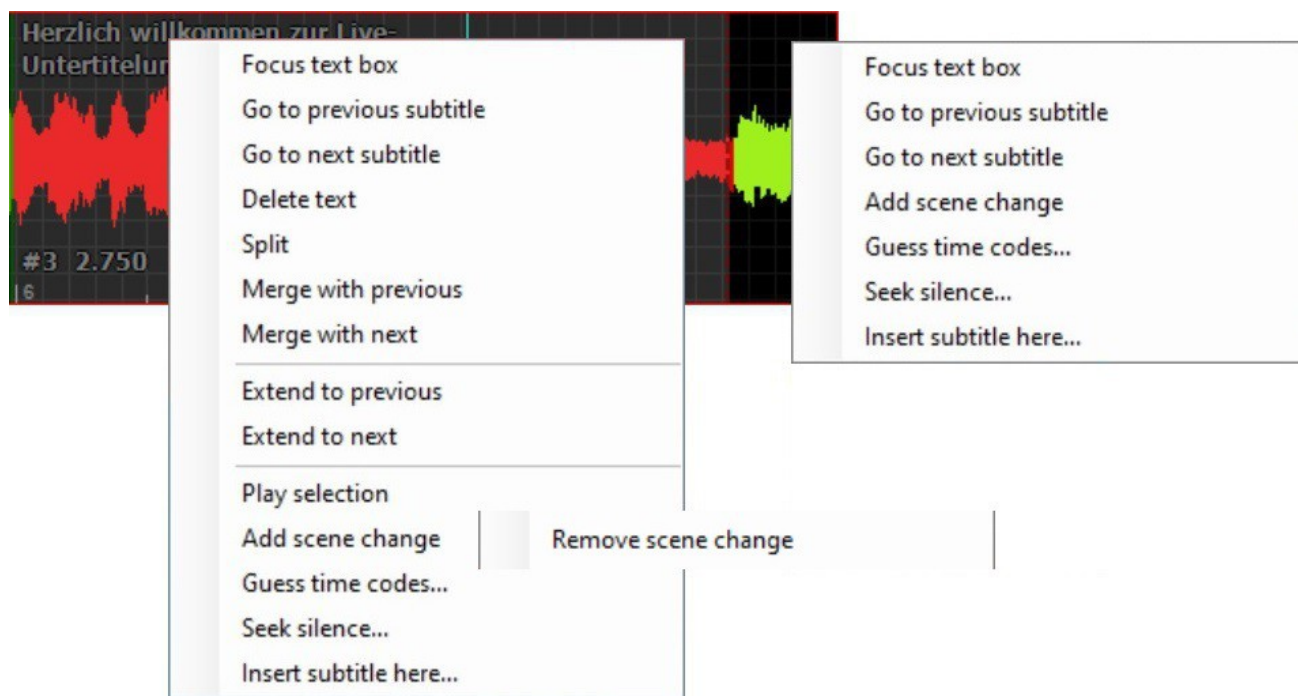 Herzlich willkommen zur Live-
Untertitelun
#3 2.750
6
Focus text box
Go to previous subtitle
Go to next subtitle
Delete text
Split
Merge with previous
Merge with next
Extend to previous
Extend to next
Play selection
Add scene change
Guess time codes...
Seek silence...
Insert subtitle here...
Remove scene change
Focus text box
Go to previous subtitle
Go to next subtitle
Add scene change
Guess time codes...
Seek silence...
Insert subtitle here...